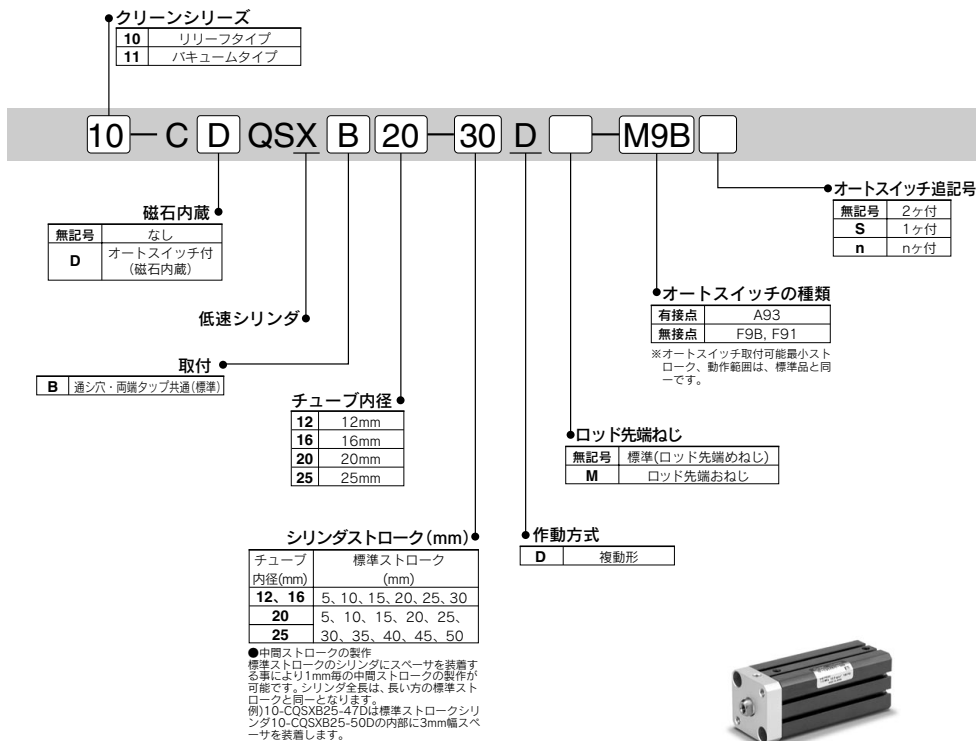 クリーンシリーズ
10 リリーフタイプ
11 バキュームタイプ
10 − C D QSX B 20 − 30 D − M9B
磁石内蔵
無記号 なし
D オートスイッチ付
(磁石内蔵)
低速シリンダ
取付
B 通シ穴・両端タップ共通(標準)
チューブ内径
12 12mm
16 16mm
20 20mm
25 25mm
シリンダストローク(mm)
チューブ 標準ストローク
内径(mm) (mm)
12、16 5、10、15、20、25、30
20 5、10、15、20、25、
25 30、35、40、45、50
●中間ストロークの製作
標準ストロークのシリンダにスペーサを装着す
る事により1mm毎の中間ストロークの製作が
可能です。シリンダ全長は、長い方の標準スト
ロークと同一となります。
例)10-CQSXB25-47Dは標準ストロークシリ
ンダ10-CQSXB25-50Dの内部に3mm幅スペ
ーサを装着します。
オートスイッチ追記号
無記号 2ヶ付
S 1ヶ付
n nヶ付
オートスイッチの種類
有接点 A93
無接点 F9B, F91
※オートスイッチ取付可能最小スト
ローク、動作範囲は、標準品と同
一です。
ロッド先端ねじ
無記号 標準(ロッド先端めねじ)
M ロッド先端おねじ
作動方式
D 複動形